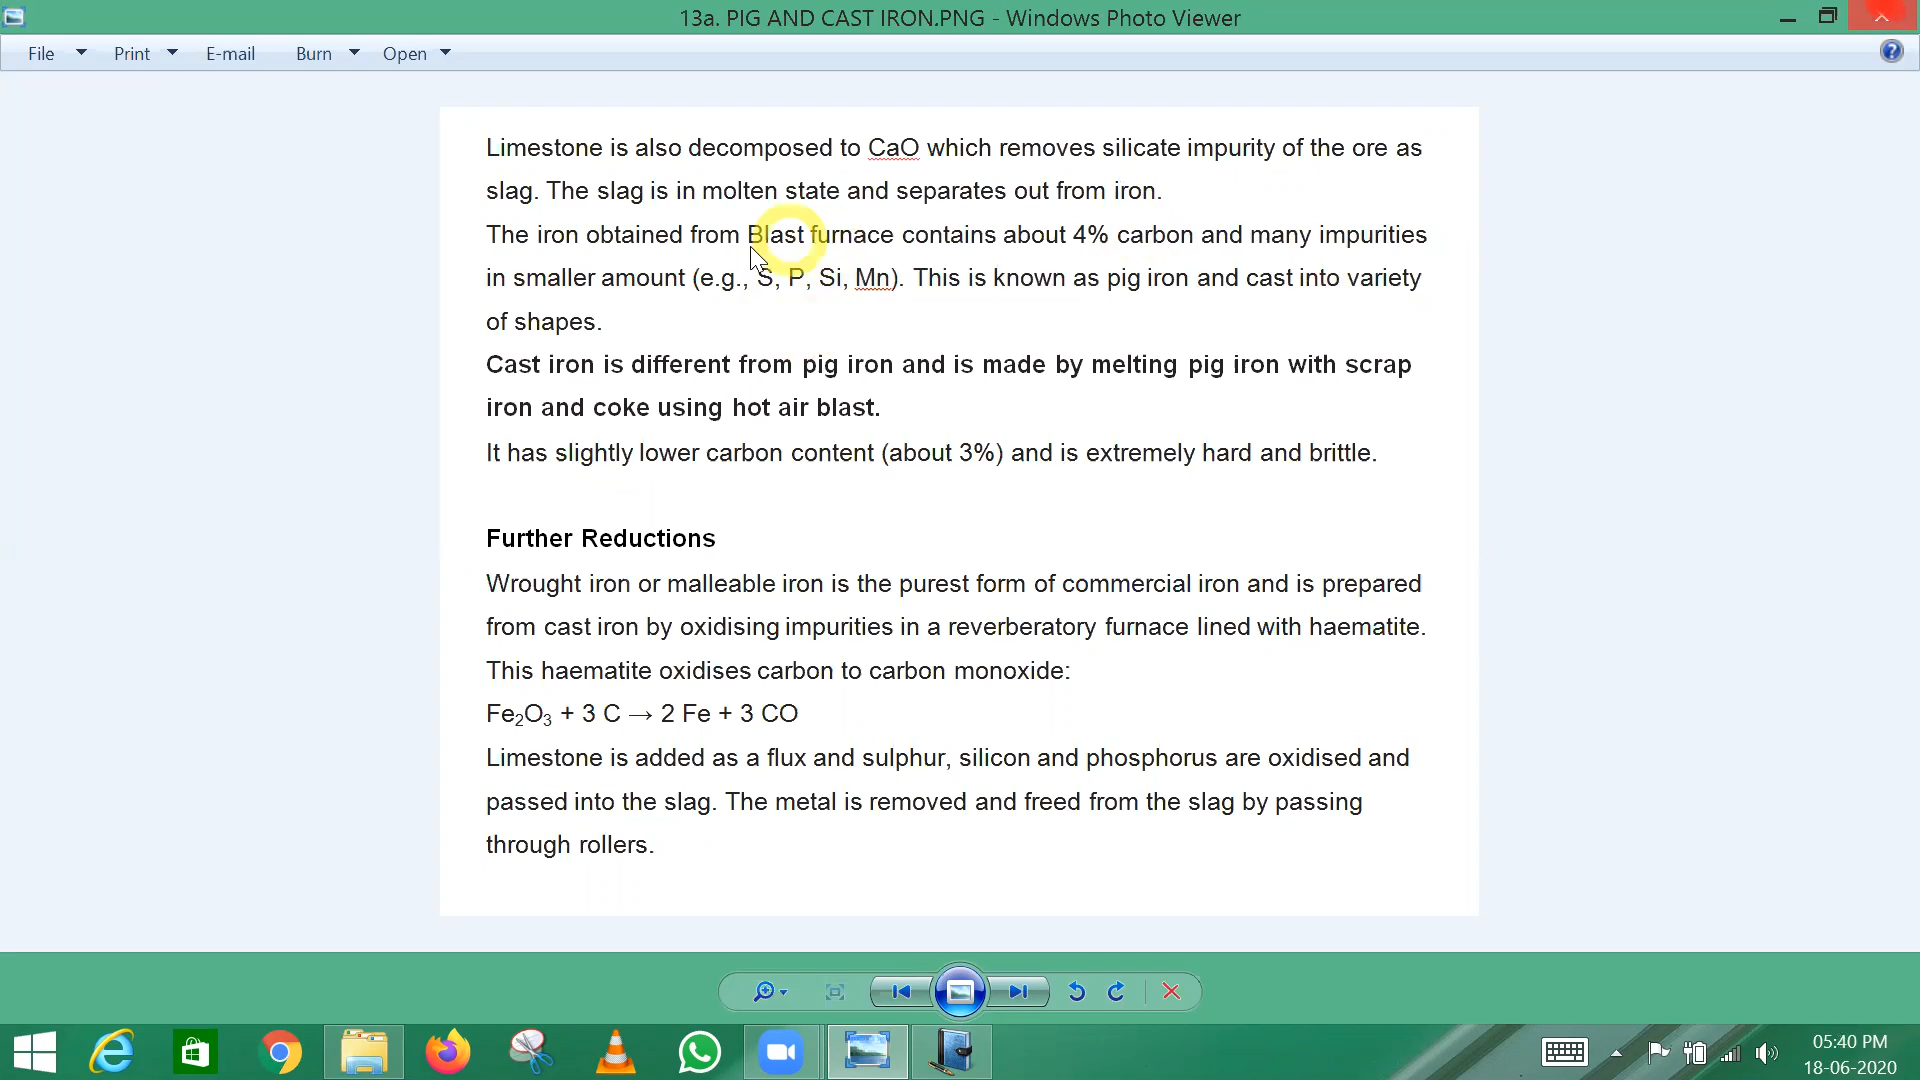 13a. PIG AND CAST IRON.PNG - Windows Photo Viewer
File Print E-mail Burn Open
Limestone is also decomposed to CaO which removes silicate impurity of the ore as
slag. The slag is in molten state and separates out from iron.
The iron obtained from Blast furnace contains about 4% carbon and many impurities
in smaller amount (e.g., S, P, Si, Mn). This is known as pig iron and cast into variety
of shapes.
Cast iron is different from pig iron and is made by melting pig iron with scrap
iron and coke using hot air blast.
It has slightly lower carbon content (about 3%) and is extremely hard and brittle.
Further Reductions
Wrought iron or malleable iron is the purest form of commercial iron and is prepared
from cast iron by oxidising impurities in a reverberatory furnace lined with haematite.
This haematite oxidises carbon to carbon monoxide:
Fe₂O₃ + 3 C → 2 Fe + 3 CO
Limestone is added as a flux and sulphur, silicon and phosphorus are oxidised and
passed into the slag. The metal is removed and freed from the slag by passing
through rollers.
05:40 PM
18-06-2020